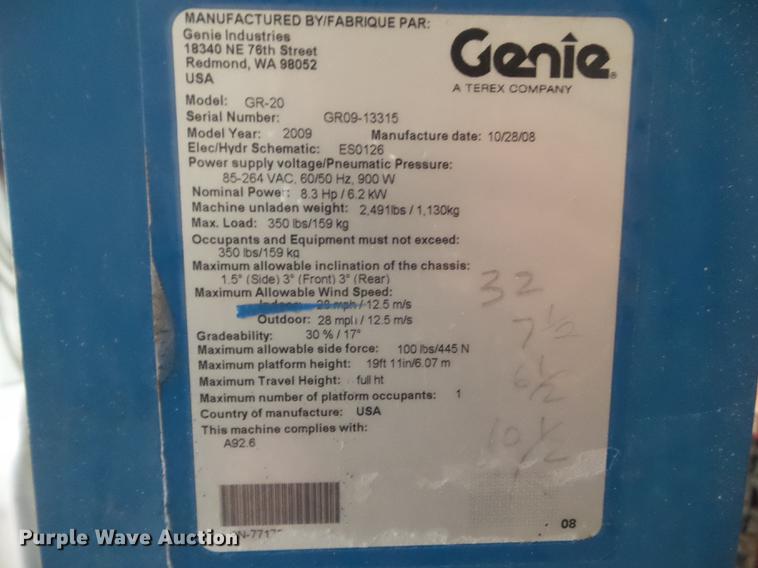 MANUFACTURED BY/FABRIQUE PAR:
Genie Industries
18340 NE 76th Street
Redmond, WA 98052
USA
Genie
A TEREX COMPANY
Model: GR-20
Serial Number: GR09-13315
Model Year: 2009 Manufacture date: 10/28/08
Elec/Hydr Schematic: ES0126
Power supply voltage/Pneumatic Pressure:
85-264 VAC, 60/50 Hz, 900 W
Nominal Power: 8.3 Hp / 6.2 kW
Machine unladen weight: 2,491lbs / 1,130kg
Max. Load: 350 lbs/159 kg
Occupants and Equipment must not exceed:
350 lbs/159 kg
Maximum allowable inclination of the chassis:
1.5° (Side) 3° (Front) 3° (Rear)
Maximum Allowable Wind Speed:
Indoor: 28 mph / 12.5 m/s
Outdoor: 28 mph / 12.5 m/s
Gradeability: 30 % / 17°
Maximum allowable side force: 100 lbs/445 N
Maximum platform height: 19ft 11in/6.07 m
Maximum Travel Height: full ht
Maximum number of platform occupants: 1
Country of manufacture: USA
This machine complies with:
A92.6
32
7 1/2
6 1/2
10 1/2
08
Purple Wave Auction